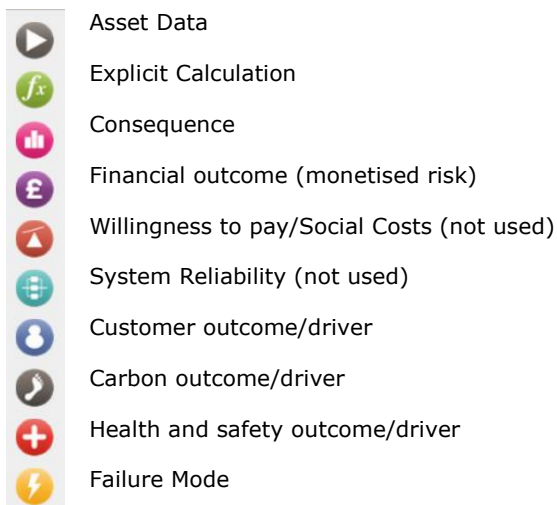 Asset Data
fx
Explicit Calculation
Consequence
£
Financial outcome (monetised risk)
Willingness to pay/Social Costs (not used)
System Reliability (not used)
Customer outcome/driver
Carbon outcome/driver
Health and safety outcome/driver
Failure Mode